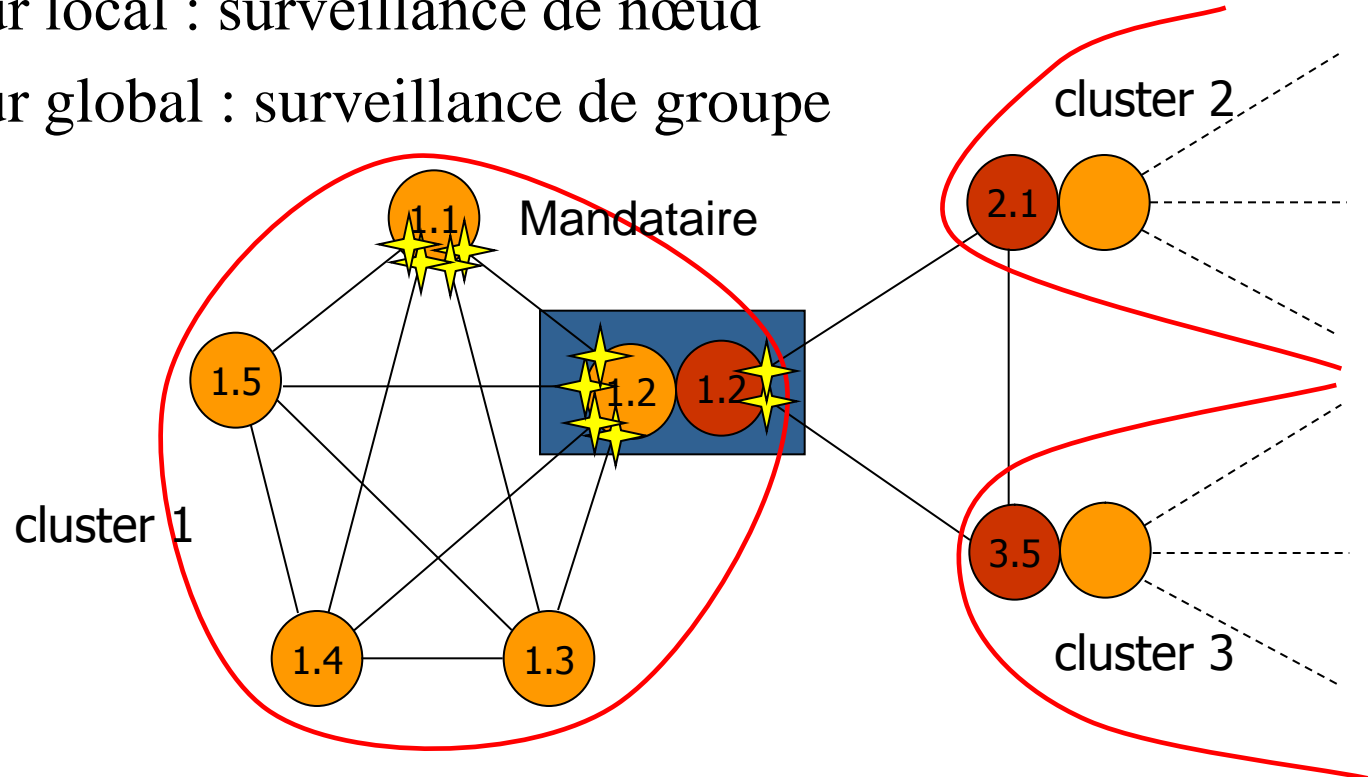 ur local : surveillance de nœud
ur global : surveillance de groupe
cluster 2
1.1
Mandataire
2.1
1.5
1.2
1.2
cluster 1
3.5
1.4
1.3
cluster 3